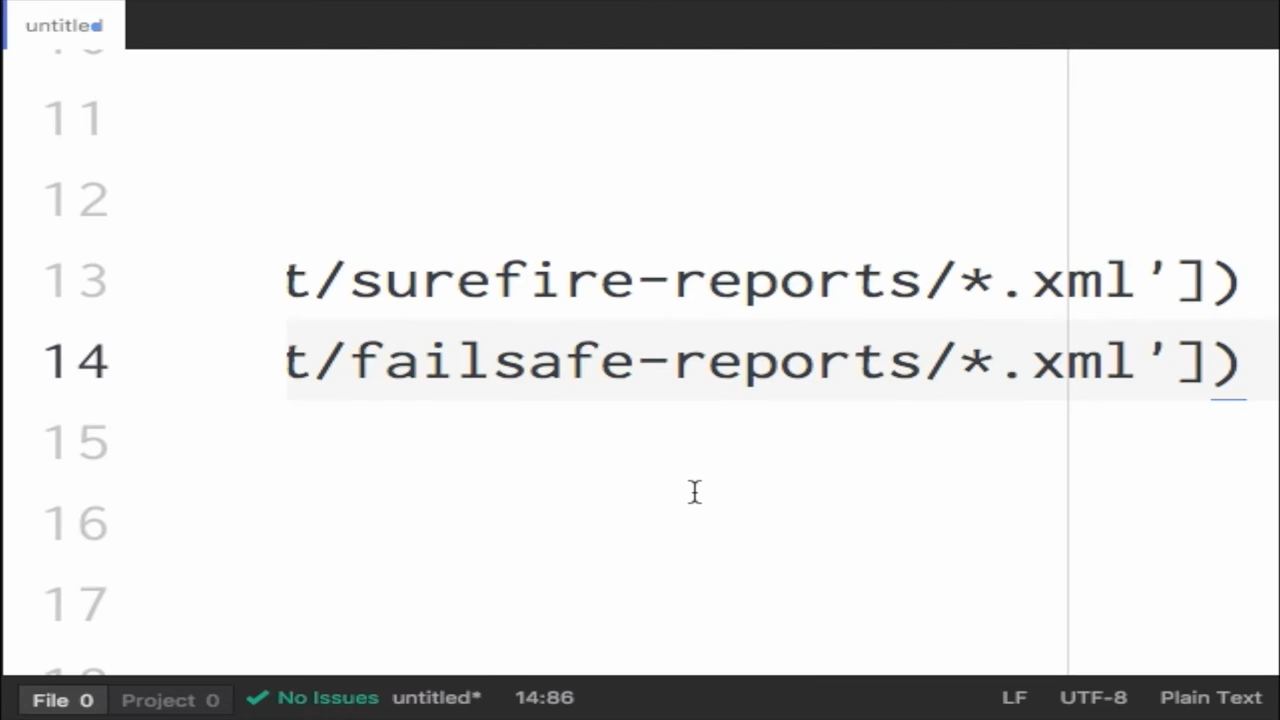 untitled
11
12
13 t/surefire-reports/*.xml'])
14 t/failsafe-reports/*.xml'])
15
16
17
File 0 Project 0 No Issues untitled* 14:86 LF UTF-8 Plain Text